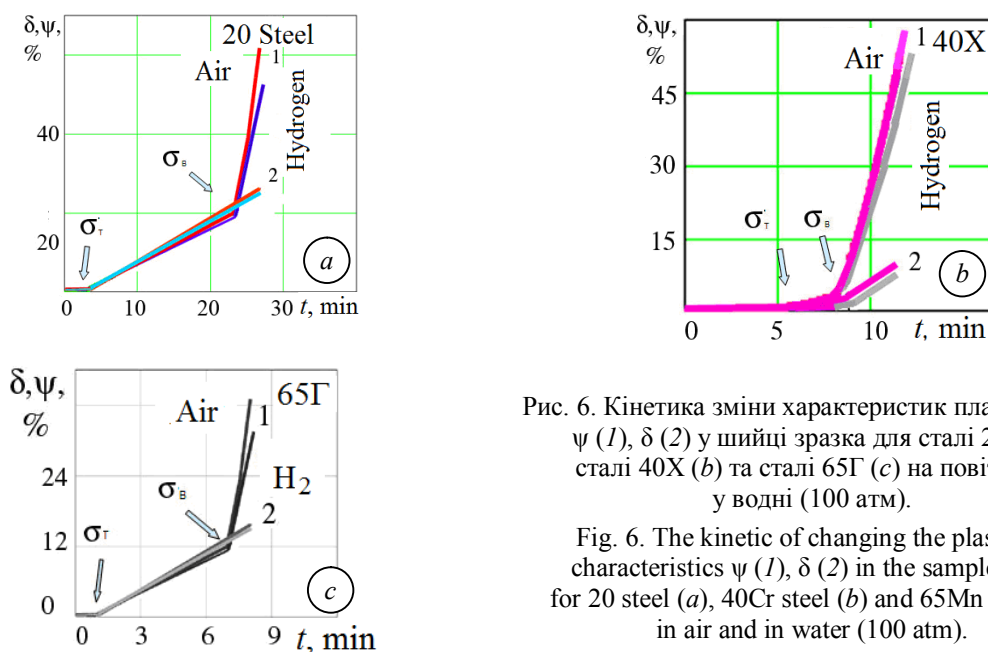 δ,ψ,
%
20 Steel
1
Air
Hydrogen
40
σв
2
σт
20
a
0
10
20
30
t, min
δ,ψ,
%
1
40X
Air
45
Hydrogen
30
σт
σв
15
2
b
0
5
10
t, min
δ,ψ,
%
65Г
Air
1
24
H₂
σв
2
σт
12
0
c
0
3
6
9
t, min
Рис. 6. Кінетика зміни характеристик пла
ψ (1), δ (2) у шийці зразка для сталі 2
сталі 40Х (b) та сталі 65Г (c) на повіт
у водні (100 атм).
Fig. 6. The kinetic of changing the plas
characteristics ψ (1), δ (2) in the sample
for 20 steel (a), 40Cr steel (b) and 65Mn
in air and in water (100 atm).